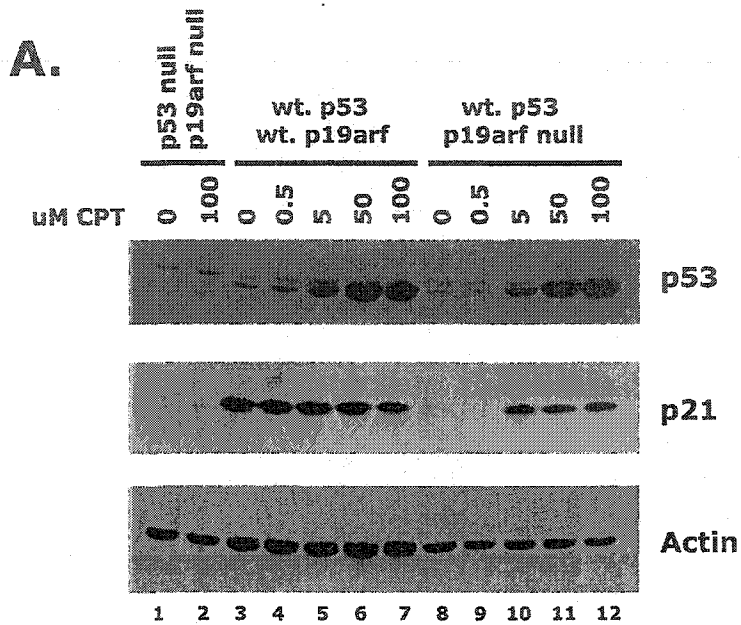 A.
p53 null
p19arf null
wt. p53
wt. p19arf
wt. p53
p19arf null
uM CPT 0 100 0 0.5 5 50 100 0 0.5 5 50 100
p53
p21
Actin
1 2 3 4 5 6 7 8 9 10 11 12